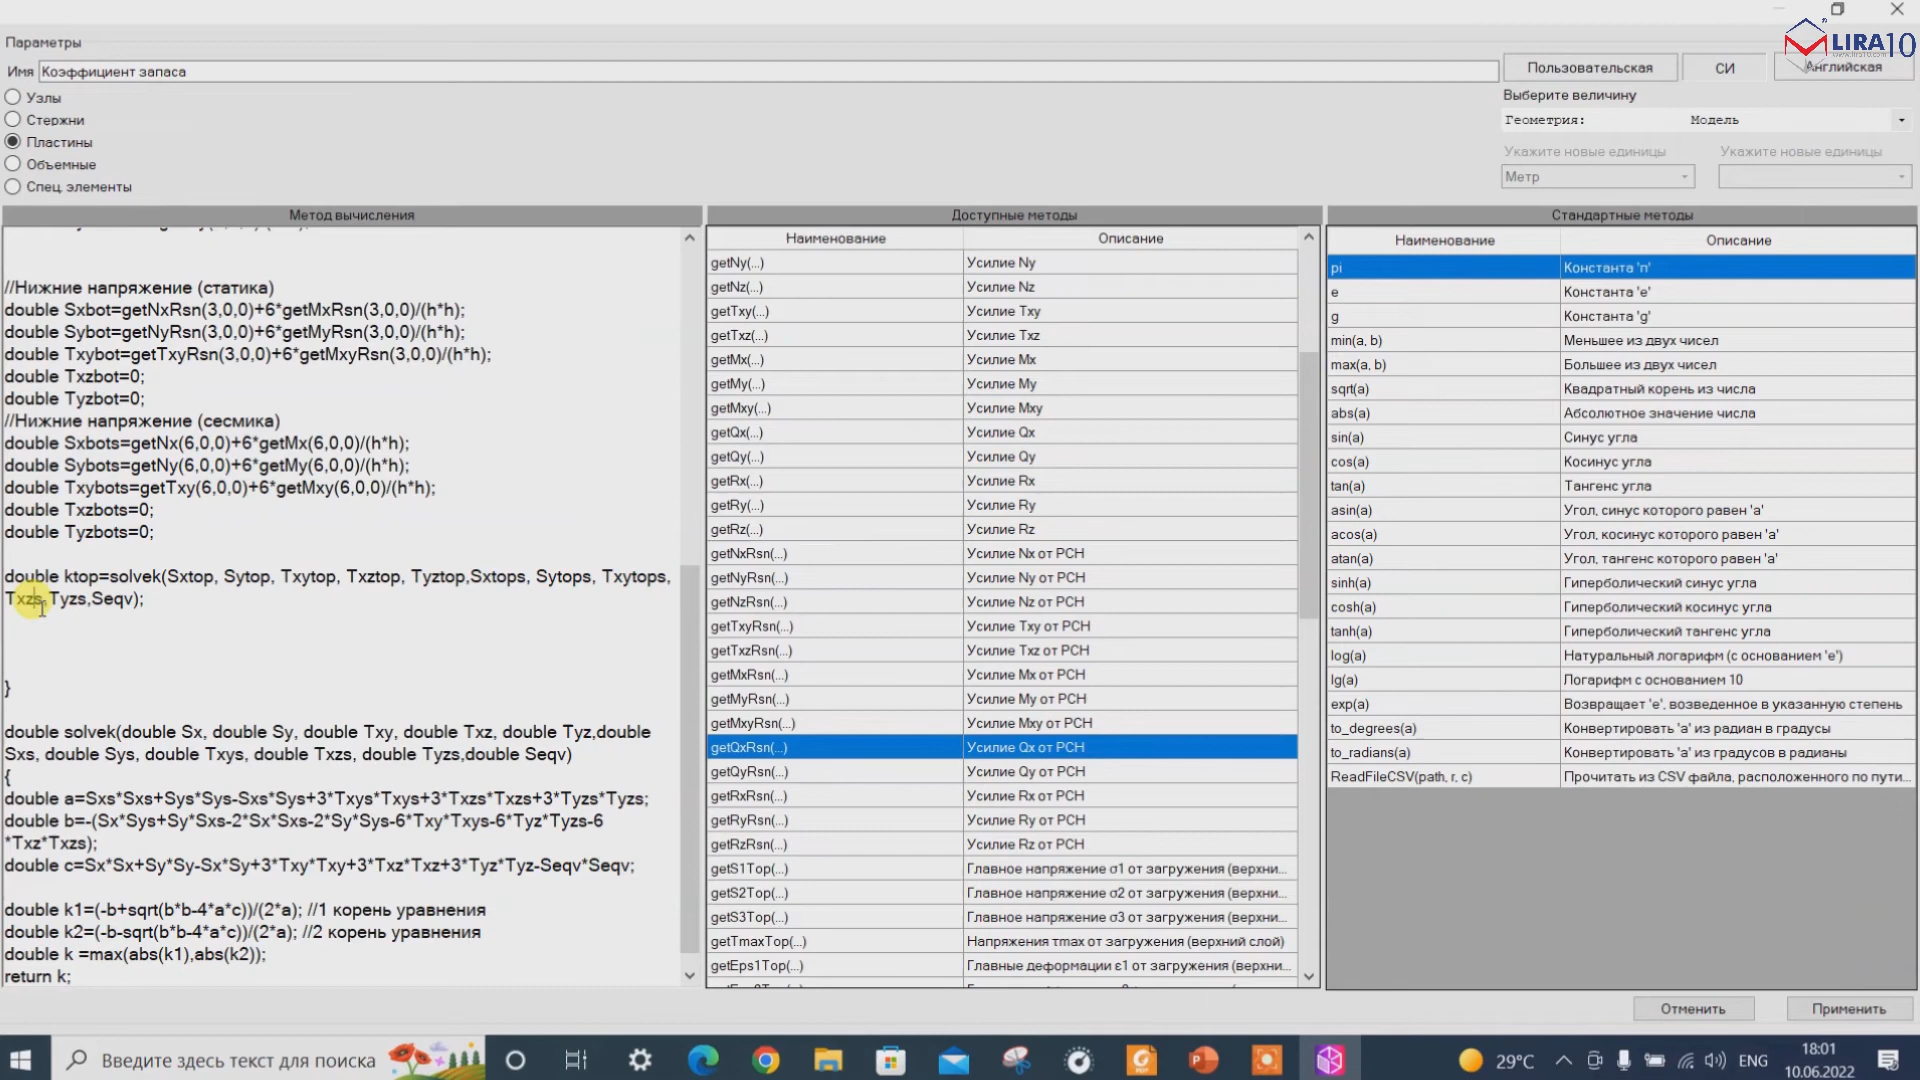 LIRA10
www.lira10.com
Параметры
Имя Коэффициент запаса
Пользовательская
СИ
Английская
Узлы
Стержни
Пластины
Объемные
Спец. элементы
Выберите величину
Геометрия: Модель
Укажите новые единицы Укажите новые единицы
Метр
Метод вычисления
//Нижние напряжение (статика)
double Sxbot=getNxRsn(3,0,0)+6*getMxRsn(3,0,0)/(h*h);
double Sybot=getNyRsn(3,0,0)+6*getMyRsn(3,0,0)/(h*h);
double Txybot=getTxyRsn(3,0,0)+6*getMxyRsn(3,0,0)/(h*h);
double Txzbot=0;
double Tyzbot=0;
//Нижние напряжение (сесмика)
double Sxbots=getNx(6,0,0)+6*getMx(6,0,0)/(h*h);
double Sybots=getNy(6,0,0)+6*getMy(6,0,0)/(h*h);
double Txybots=getTxy(6,0,0)+6*getMxy(6,0,0)/(h*h);
double Txzbots=0;
double Tyzbots=0;
double ktop=solvek(Sxtop, Sytop, Txytop, Txztop, Tyztop,Sxtops, Sytops, Txytops,
Txzs,Tyzs,Seqv);
}
double solvek(double Sx, double Sy, double Txy, double Txz, double Tyz,double
Sxs, double Sys, double Txys, double Txzs, double Tyzs,double Seqv)
{
double a=Sxs*Sxs+Sys*Sys-Sxs*Sys+3*Txys*Txys+3*Txzs*Txzs+3*Tyzs*Tyzs;
double b=-(Sx*Sys+Sy*Sxs-2*Sx*Sxs-2*Sy*Sys-6*Txy*Txys-6*Tyz*Tyzs-6
*Txz*Txzs);
double c=Sx*Sx+Sy*Sy-Sx*Sy+3*Txy*Txy+3*Txz*Txz+3*Tyz*Tyz-Seqv*Seqv;
double k1=(-b+sqrt(b*b-4*a*c))/(2*a); //1 корень уравнения
double k2=(-b-sqrt(b*b-4*a*c))/(2*a); //2 корень уравнения
double k =max(abs(k1),abs(k2));
return k;
Доступные методы
Наименование Описание
getNy(...) Усилие Ny
getNz(...) Усилие Nz
getTxy(...) Усилие Txy
getTxz(...) Усилие Txz
getMx(...) Усилие Mx
getMy(...) Усилие My
getMxy(...) Усилие Mxy
getQx(...) Усилие Qx
getQy(...) Усилие Qy
getRx(...) Усилие Rx
getRy(...) Усилие Ry
getRz(...) Усилие Rz
getNxRsn(...) Усилие Nx от РСН
getNyRsn(...) Усилие Ny от РСН
getNzRsn(...) Усилие Nz от РСН
getTxyRsn(...) Усилие Txy от РСН
getTxzRsn(...) Усилие Txz от РСН
getMxRsn(...) Усилие Mx от РСН
getMyRsn(...) Усилие My от РСН
getMxyRsn(...) Усилие Mxy от РСН
getQxRsn(...) Усилие Qx от РСН
getQyRsn(...) Усилие Qy от РСН
getRxRsn(...) Усилие Rx от РСН
getRyRsn(...) Усилие Ry от РСН
getRzRsn(...) Усилие Rz от РСН
getS1Top(...) Главное напряжение σ1 от загружения (верхни...
getS2Top(...) Главное напряжение σ2 от загружения (верхни...
getS3Top(...) Главное напряжение σ3 от загружения (верхни...
getTmaxTop(...) Напряжения τmax от загружения (верхний слой)
getEps1Top(...) Главные деформации ε1 от загружения (верхни...
Стандартные методы
Наименование Описание
pi Константа 'π'
e Константа 'e'
g Константа 'g'
min(a, b) Меньшее из двух чисел
max(a, b) Большее из двух чисел
sqrt(a) Квадратный корень из числа
abs(a) Абсолютное значение числа
sin(a) Синус угла
cos(a) Косинус угла
tan(a) Тангенс угла
asin(a) Угол, синус которого равен 'a'
acos(a) Угол, косинус которого равен 'a'
atan(a) Угол, тангенс которого равен 'a'
sinh(a) Гиперболический синус угла
cosh(a) Гиперболический косинус угла
tanh(a) Гиперболический тангенс угла
log(a) Натуральный логарифм (с основанием 'e')
lg(a) Логарифм с основанием 10
exp(a) Возвращает 'e', возведенное в указанную степень
to_degrees(a) Конвертировать 'a' из радиан в градусы
to_radians(a) Конвертировать 'a' из градусов в радианы
ReadFileCSV(path, r, c) Прочитать из CSV файла, расположенного по пути...
Отменить
Применить
Введите здесь текст для поиска
29°C
ENG
18:01
10.06.2022